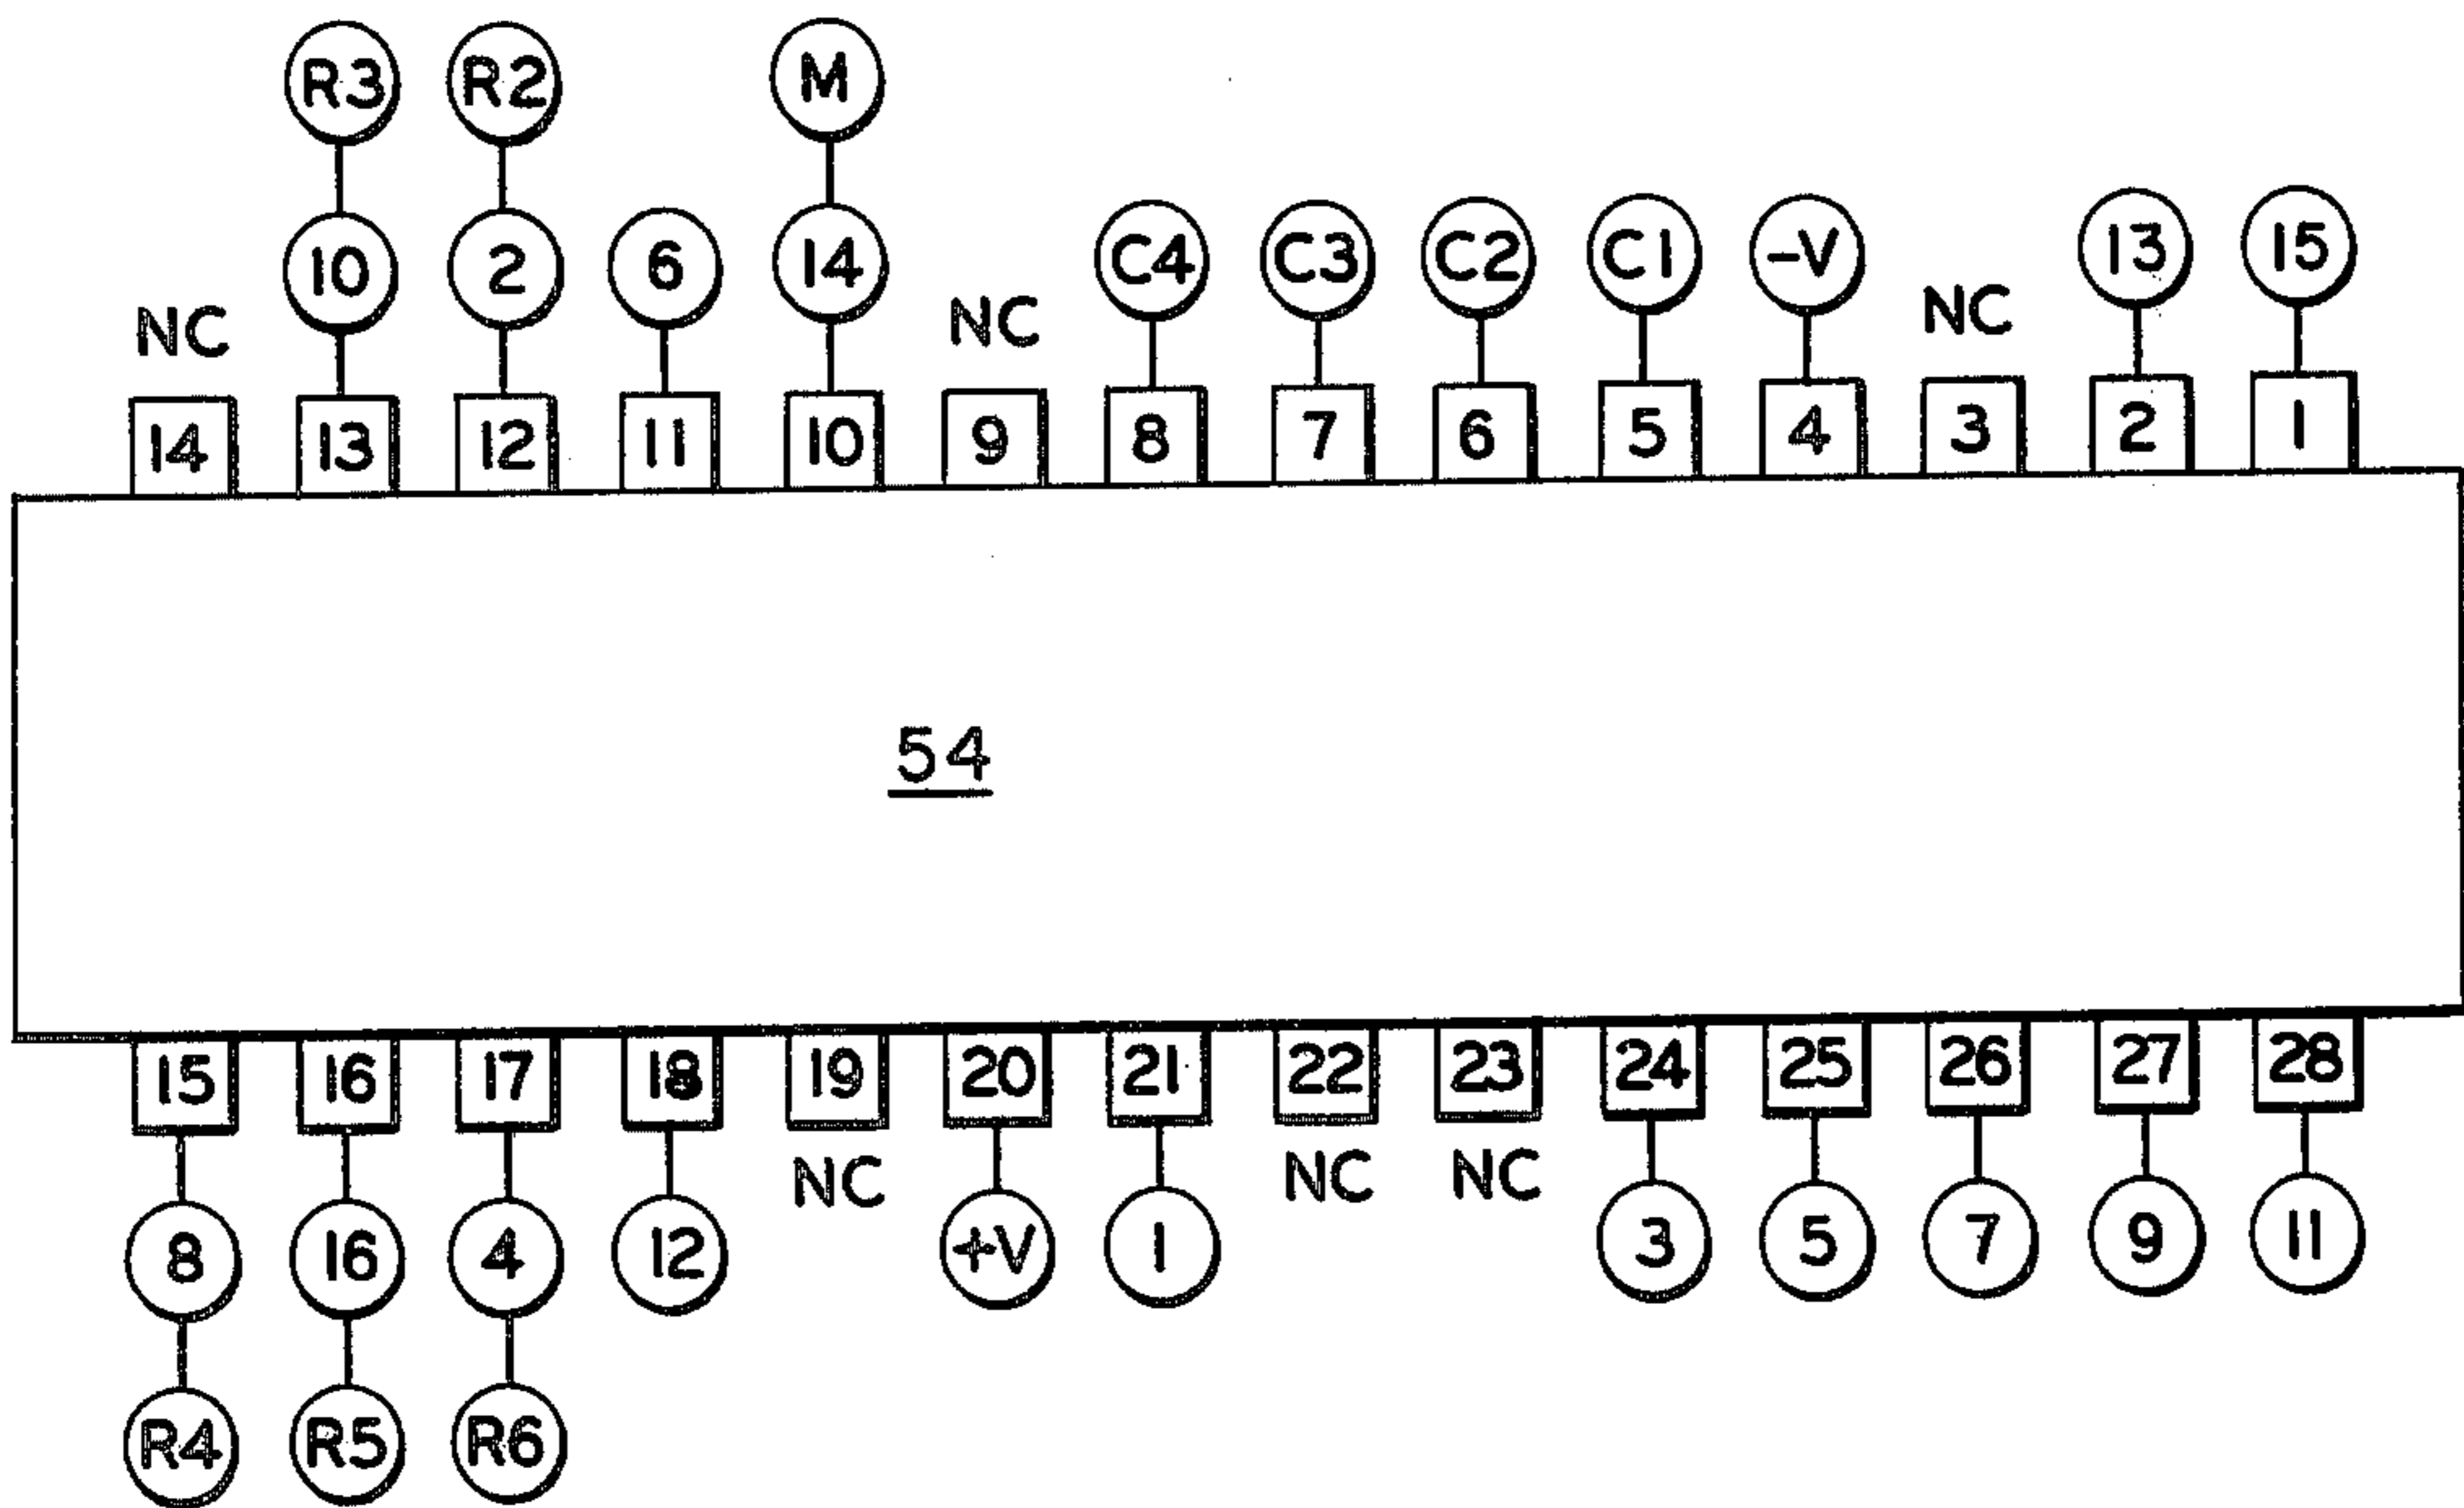 R3 R2 M
10 2 6 14 C4 C3 C2 C1 -V 13 15
NC NC NC
14 13 12 11 10 9 8 7 6 5 4 3 2 1
54
15 16 17 18 19 20 21 22 23 24 25 26 27 28
NC NC NC
8 16 4 12 +V 1 3 5 7 9 11
R4 R5 R6